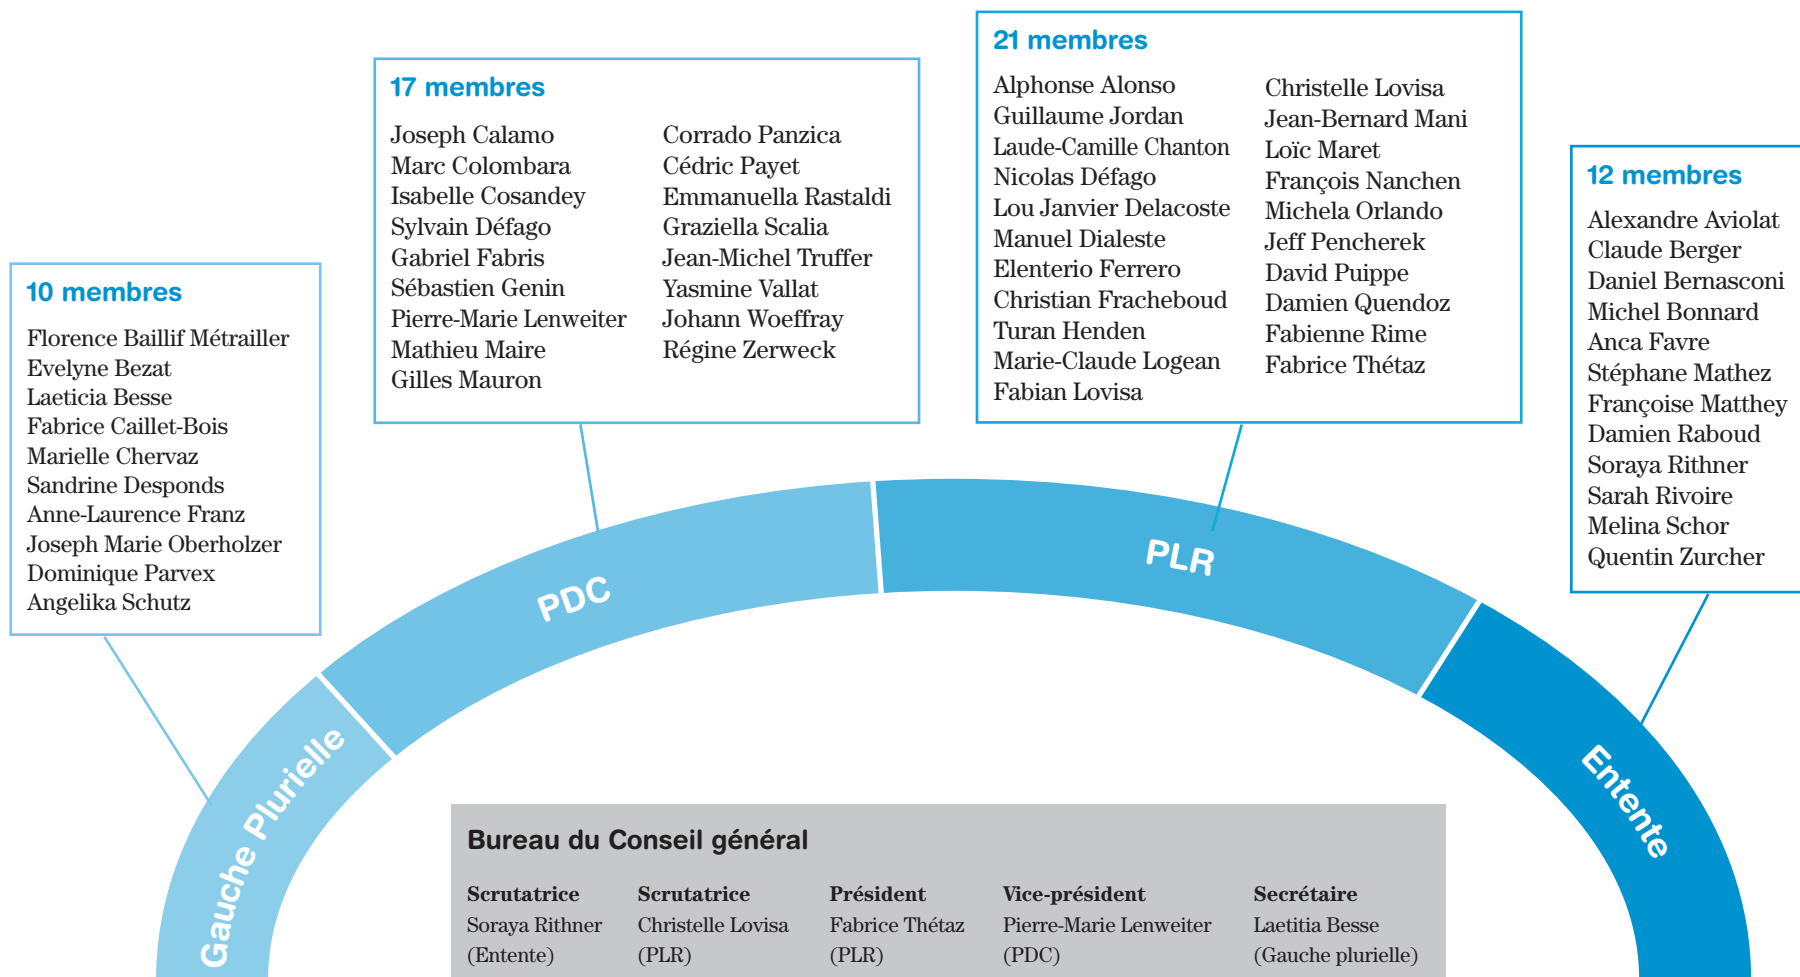 10 membres
Florence Baillif Métrailler
Evelyne Bezat
Laeticia Besse
Fabrice Caillet-Bois
Marielle Chervaz
Sandrine Desponds
Anne-Laurence Franz
Joseph Marie Oberholzer
Dominique Parvex
Angelika Schutz
17 membres
Joseph Calamo
Marc Colombara
Isabelle Cosandey
Sylvain Défago
Gabriel Fabris
Sébastien Genin
Pierre-Marie Lenweiter
Mathieu Maire
Gilles Mauron
Corrado Panzica
Cédric Payet
Emmanuella Rastaldi
Graziella Scalia
Jean-Michel Truffer
Yasmine Vallat
Johann Woeffray
Régine Zerweck
21 membres
Alphonse Alonso
Guillaume Jordan
Laude-Camille Chanton
Nicolas Défago
Lou Janvier Delacoste
Manuel Dialeste
Elenterio Ferrero
Christian Fracheboud
Turan Henden
Marie-Claude Logean
Fabian Lovisa
Christelle Lovisa
Jean-Bernard Mani
Loïc Maret
François Nanchen
Michela Orlando
Jeff Pencherek
David Puippe
Damien Quendoz
Fabienne Rime
Fabrice Thétaz
12 membres
Alexandre Aviolat
Claude Berger
Daniel Bernasconi
Michel Bonnard
Anca Favre
Stéphane Mathez
Françoise Matthey
Damien Raboud
Soraya Rithner
Sarah Rivoire
Melina Schor
Quentin Zurcher
Gauche Plurielle
PDC
PLR
Entente
Bureau du Conseil général
Scrutatrice
Soraya Rithner
(Entente)
Scrutatrice
Christelle Lovisa
(PLR)
Président
Fabrice Thétaz
(PLR)
Vice-président
Pierre-Marie Lenweiter
(PDC)
Secrétaire
Laetitia Besse
(Gauche plurielle)